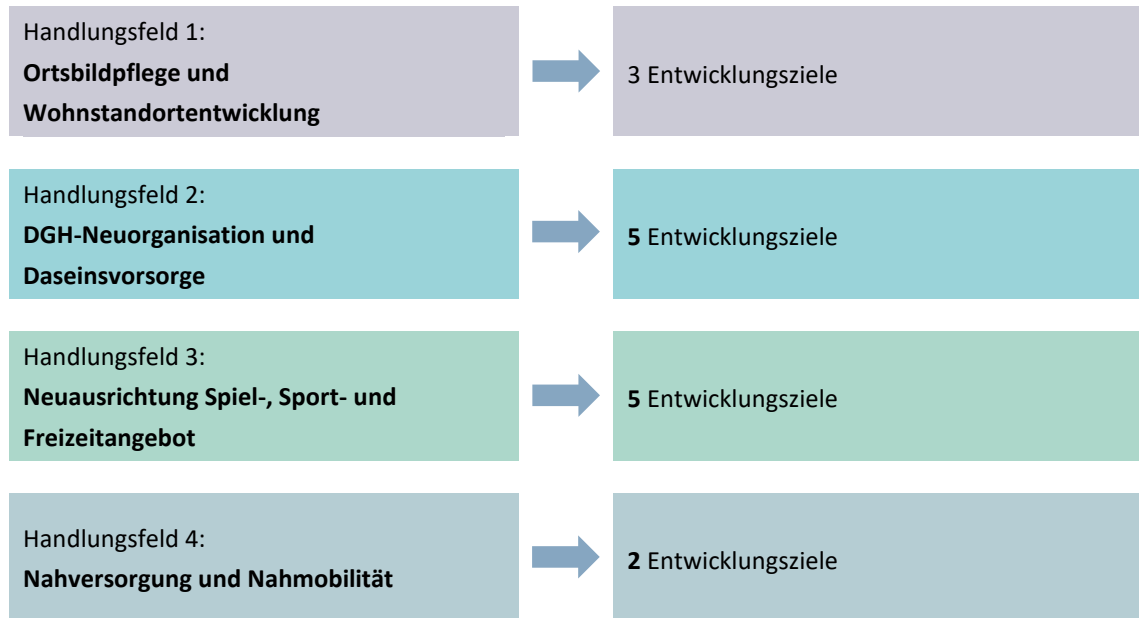 Handlungsfeld 1:
Ortsbildpflege und
Wohnstandortentwicklung
3 Entwicklungsziele
Handlungsfeld 2:
DGH-Neuorganisation und
Daseinsvorsorge
5 Entwicklungsziele
Handlungsfeld 3:
Neuausrichtung Spiel-, Sport- und
Freizeitangebot
5 Entwicklungsziele
Handlungsfeld 4:
Nahversorgung und Nahmobilität
2 Entwicklungsziele